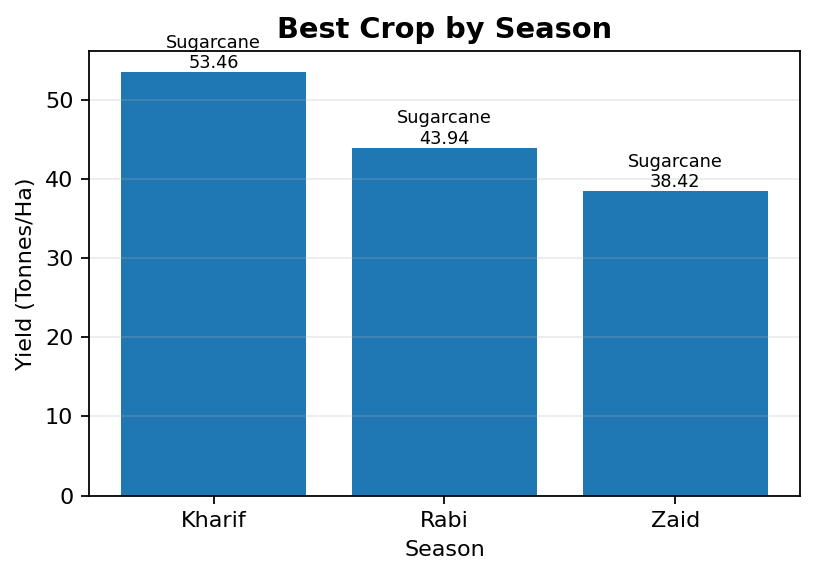 Best Crop by Season
Sugarcane
53.46
Sugarcane
43.94
Sugarcane
38.42
Yield (Tonnes/Ha)
50
40
30
20
10
0
Kharif
Rabi
Zaid
Season